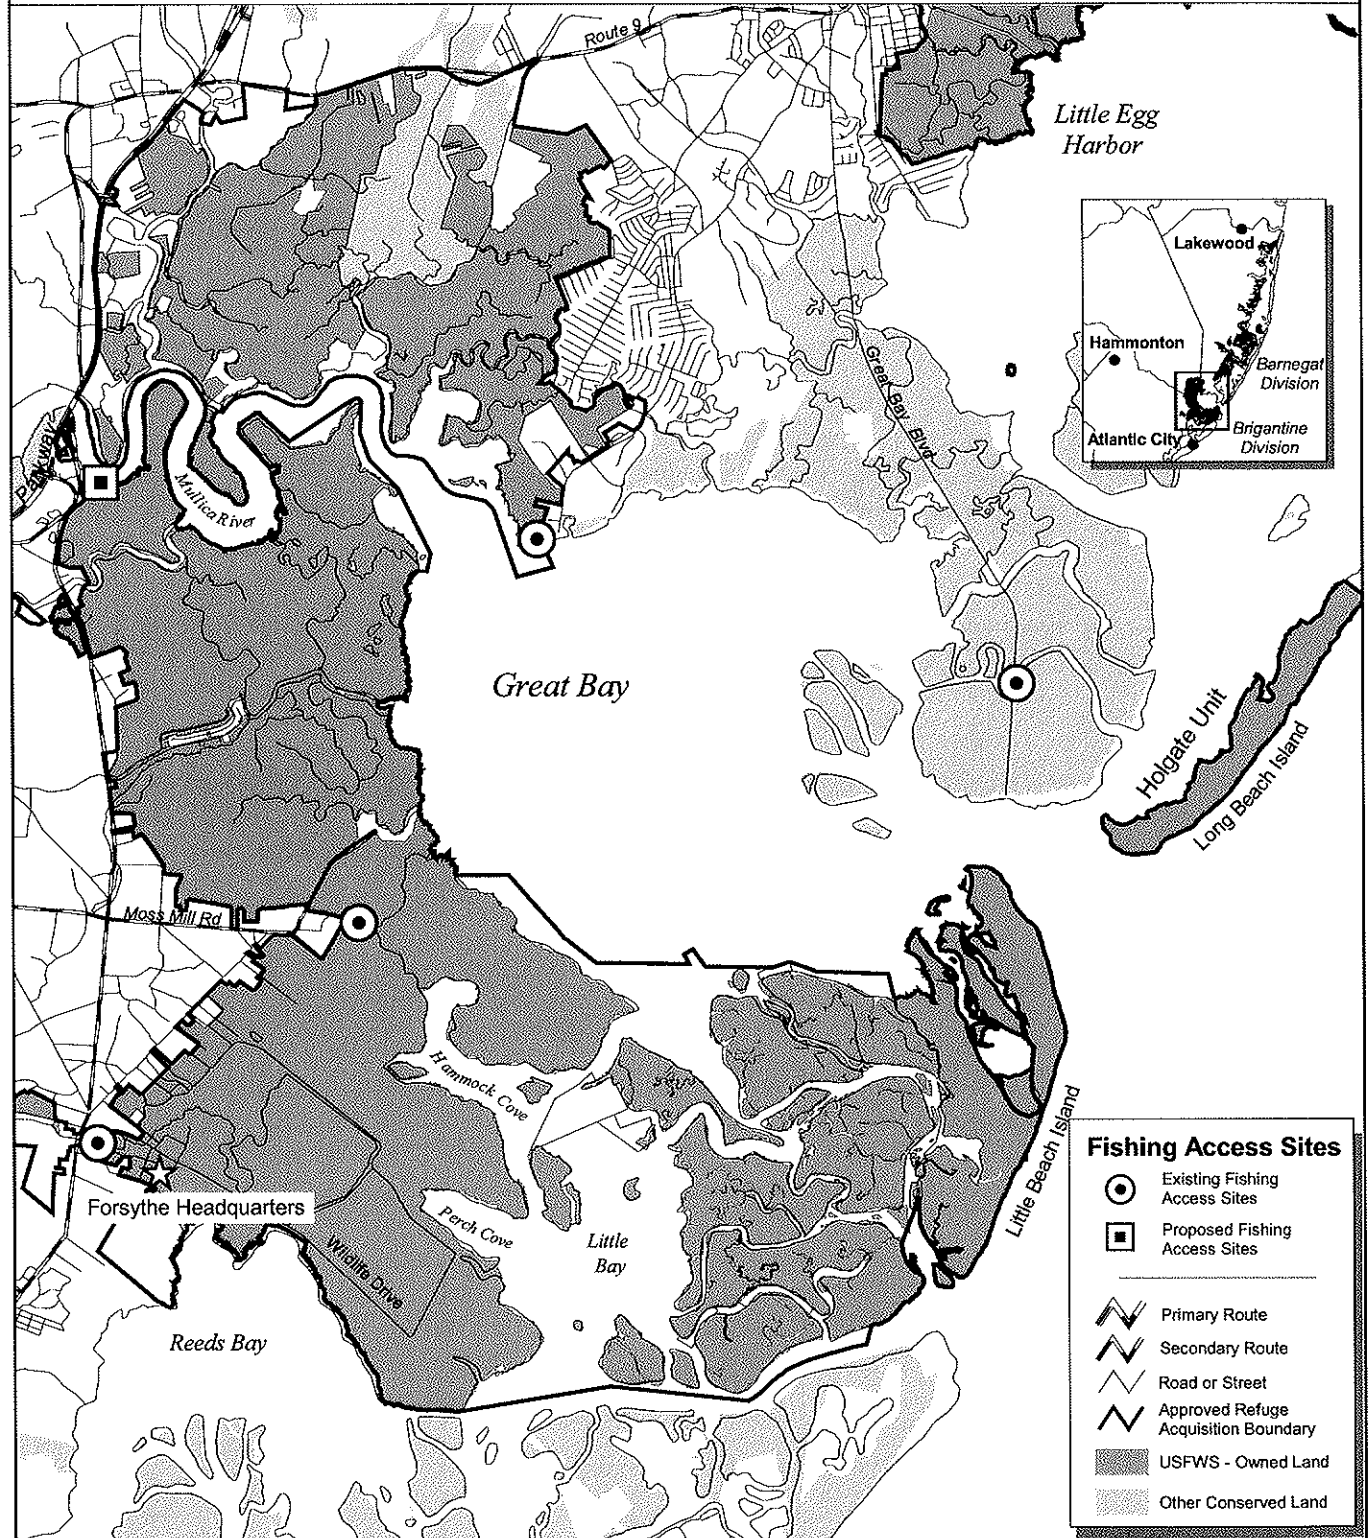 Route 9
Little Egg
Harbor
Lakewood
Hammonton
Barnegat
Division
Atlantic City
Brigantine
Division
Great Bay Blvd
Parkway
Mullica River
Great Bay
Holgate Unit
Long Beach Island
Moss Mill Rd
Hammock Cove
Little Beach Island
Forsythe Headquarters
Perch Cove
Little
Bay
Wildlife Drive
Reeds Bay
Fishing Access Sites
Existing Fishing
Access Sites
Proposed Fishing
Access Sites
Primary Route
Secondary Route
Road or Street
Approved Refuge
Acquisition Boundary
USFWS - Owned Land
Other Conserved Land